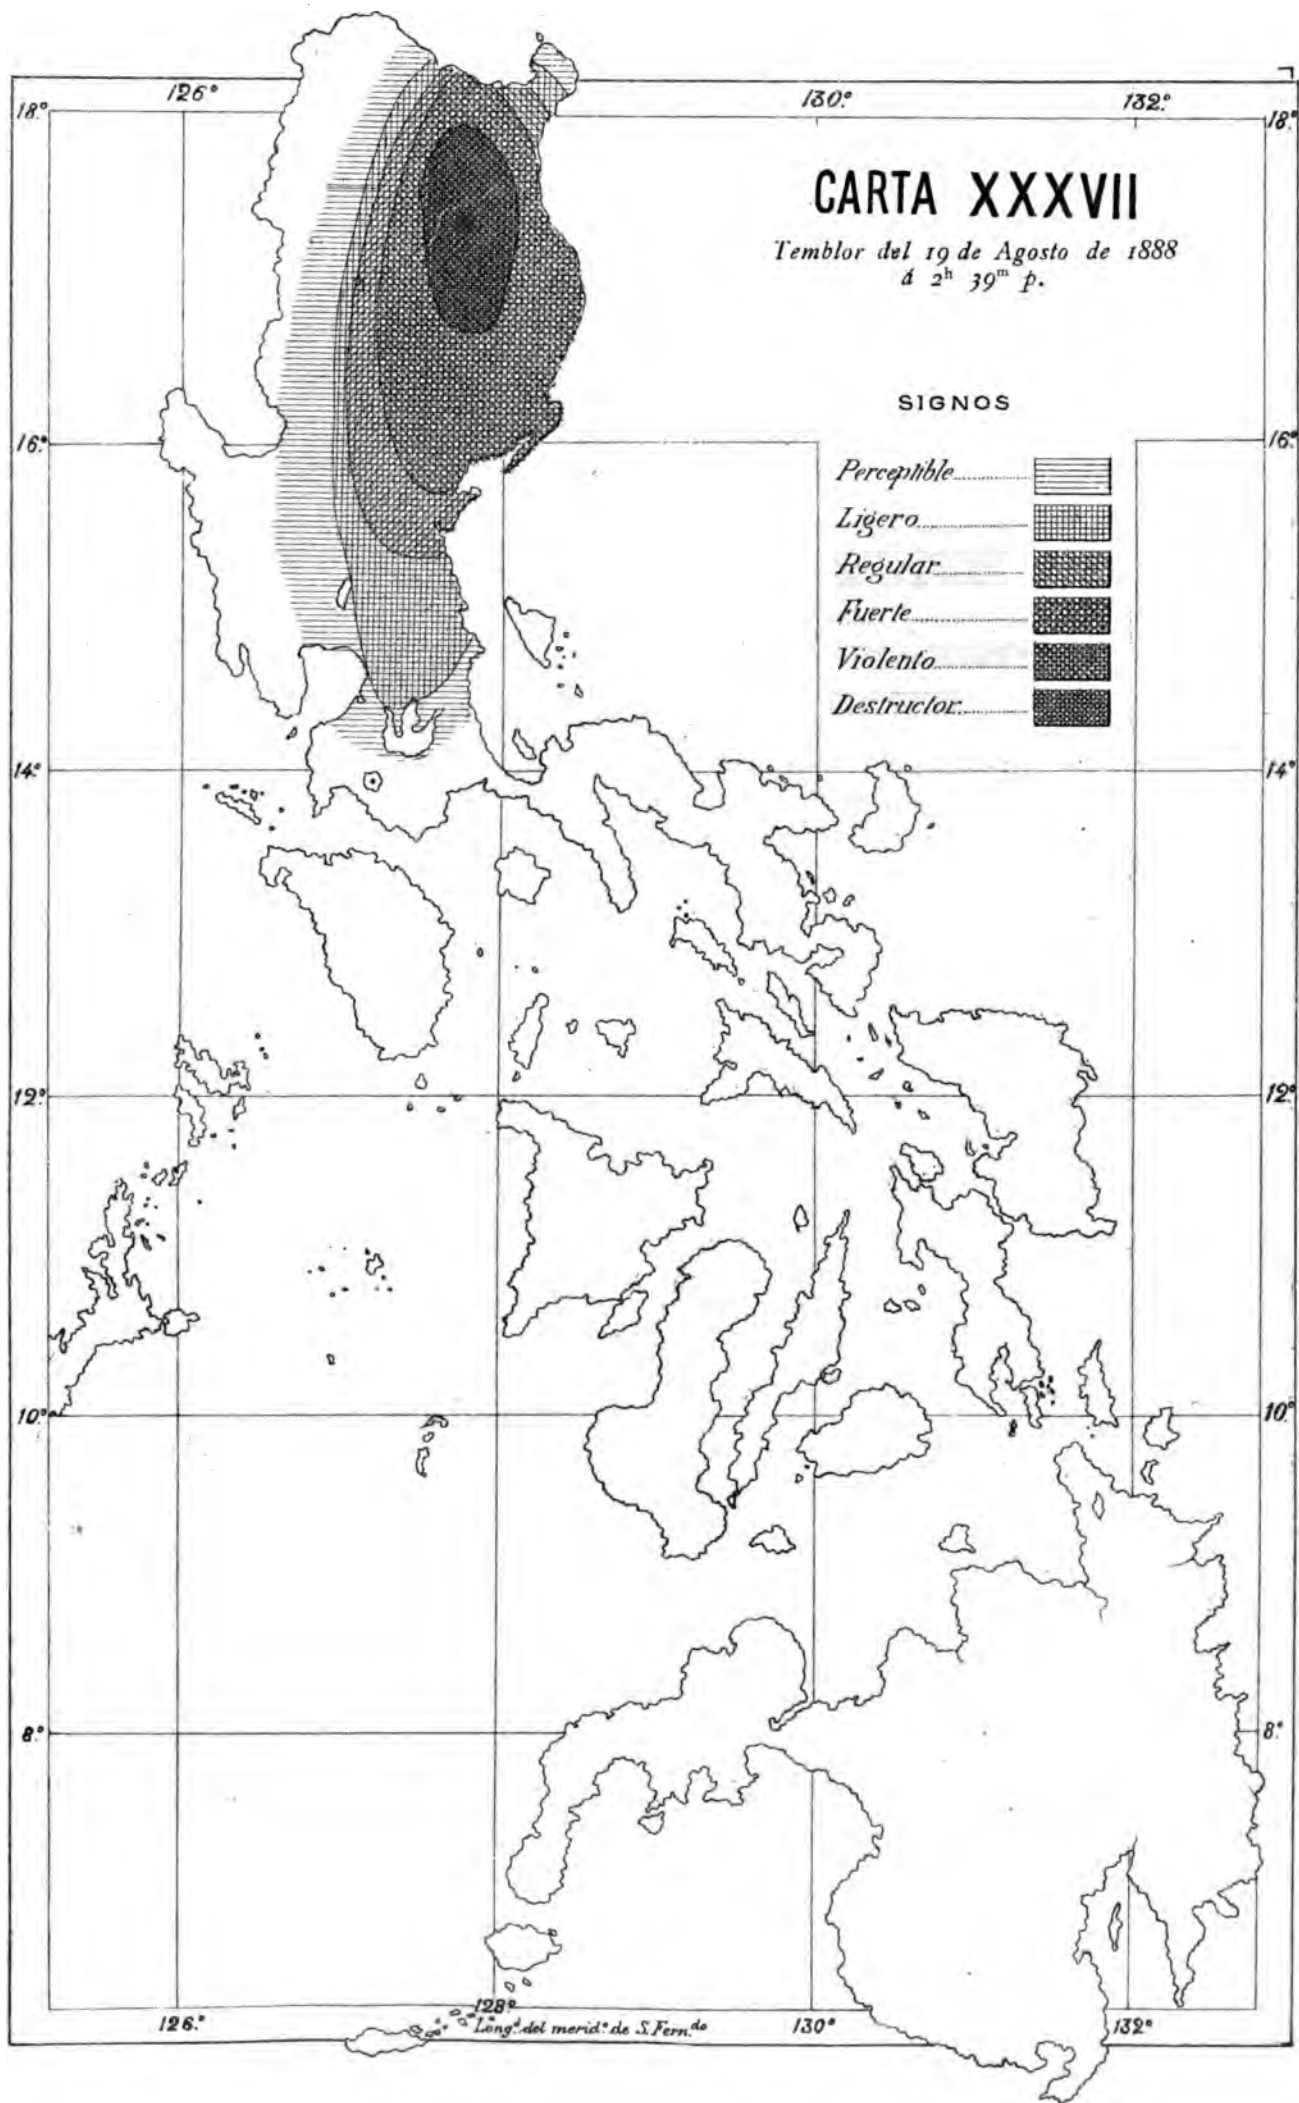 126°
130.°
132.°
18.°
18.°
CARTA XXXVII
Temblor del 19 de Agosto de 1888
á 2h 39m p.
SIGNOS
16.°
16.°
Perceptible
Ligero
Regular
Fuerte
Violento
Destructor
14.°
14.°
12.°
12.°
10.°
10.°
8.°
8.°
128.°
126.°
Longd. del merido. de S. Fern.do
130°
132.°